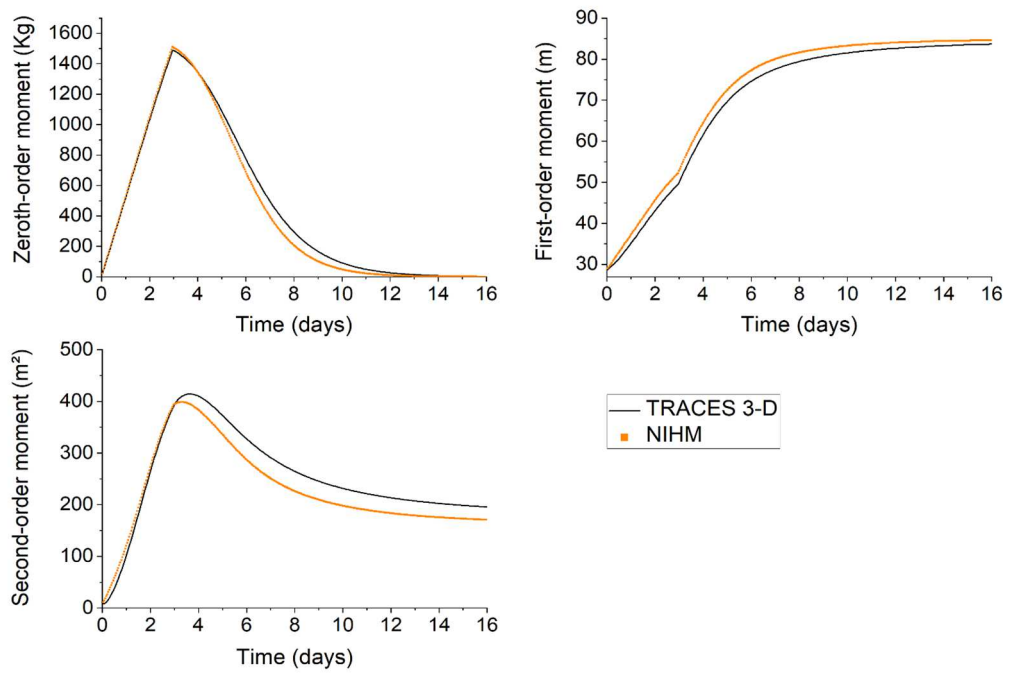 Zeroth-order moment (Kg)
1600
1400
1200
1000
800
600
400
200
0
0 2 4 6 8 10 12 14 16
Time (days)
First-order moment (m)
90
80
70
60
50
40
30
0 2 4 6 8 10 12 14 16
Time (days)
Second-order moment (m²)
500
400
300
200
100
0
0 2 4 6 8 10 12 14 16
Time (days)
TRACES 3-D
NIHM